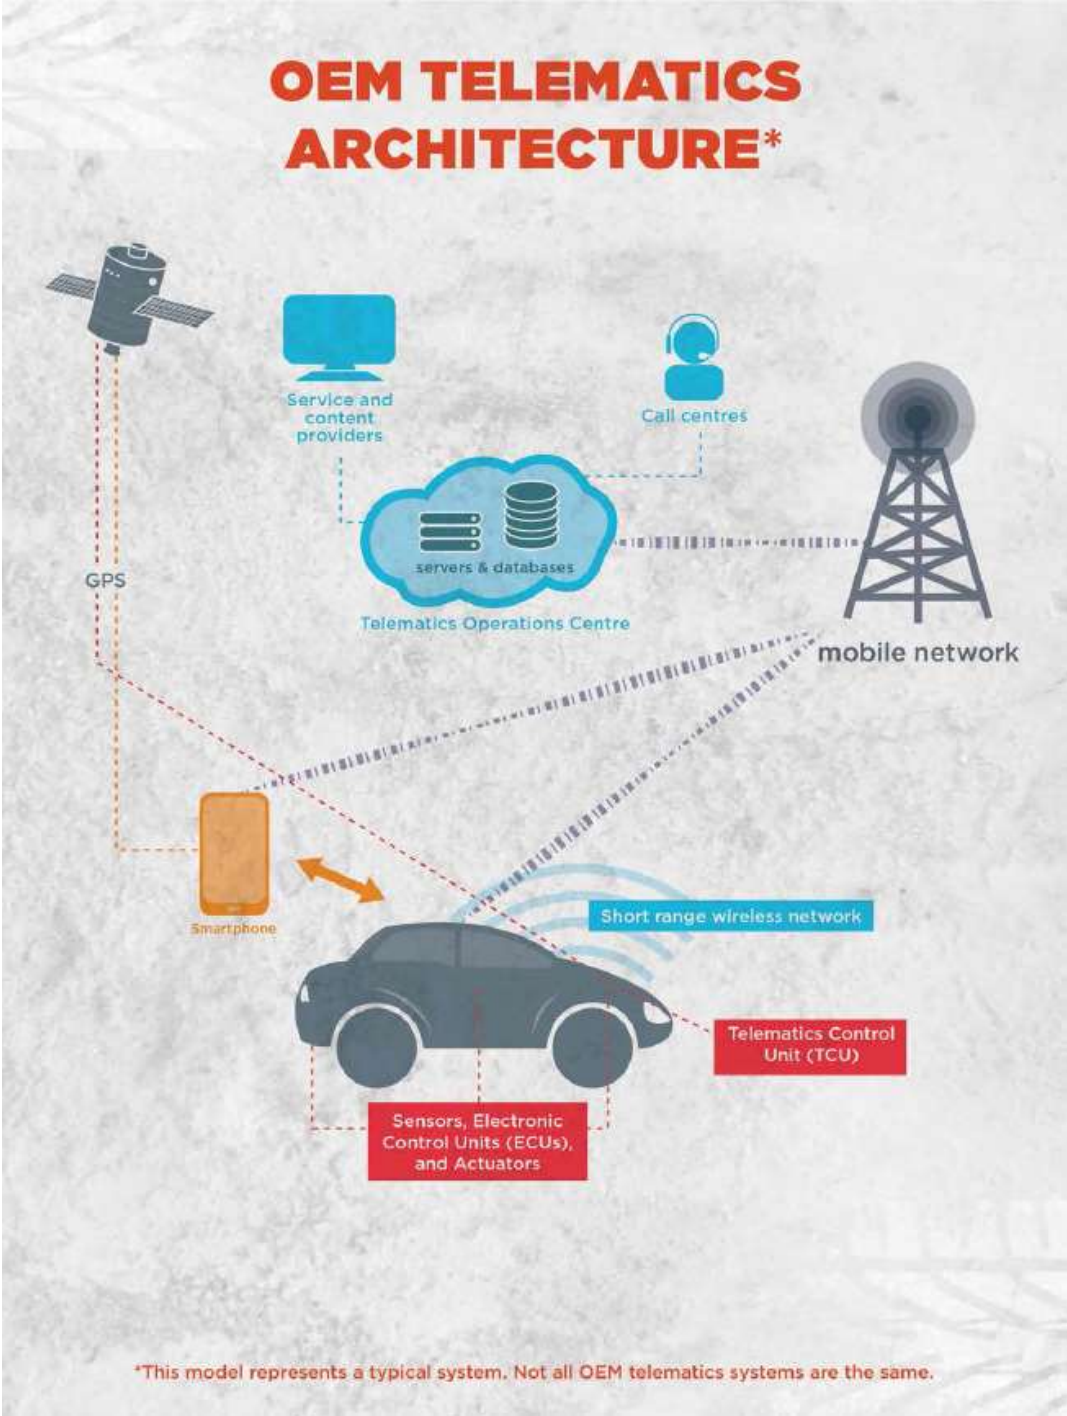 OEM TELEMATICS
ARCHITECTURE*
Service and
content
providers
Call centres
servers & databases
Telematics Operations Centre
GPS
mobile network
Smartphone
Short range wireless network
Telematics Control
Unit (TCU)
Sensors, Electronic
Control Units (ECUs),
and Actuators
*This model represents a typical system. Not all OEM telematics systems are the same.